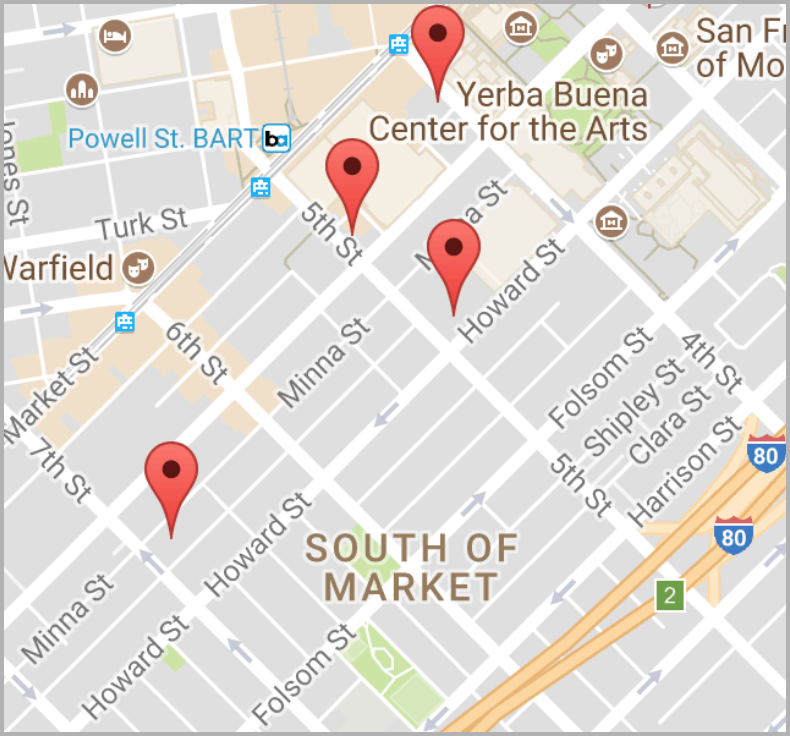 San Fr
of Mo
Yerba Buena
Center for the Arts
Powell St. BART
ba
Jones St
Turk St
5th St
Minna St
Warfield
Howard St
6th St
Minna St
Folsom St
4th St
Market St
Shipley St
Clara St
7th St
5th St
Harrison St
80
80
Howard St
SOUTH OF
MARKET
2
Minna St
Howard St
Folsom St